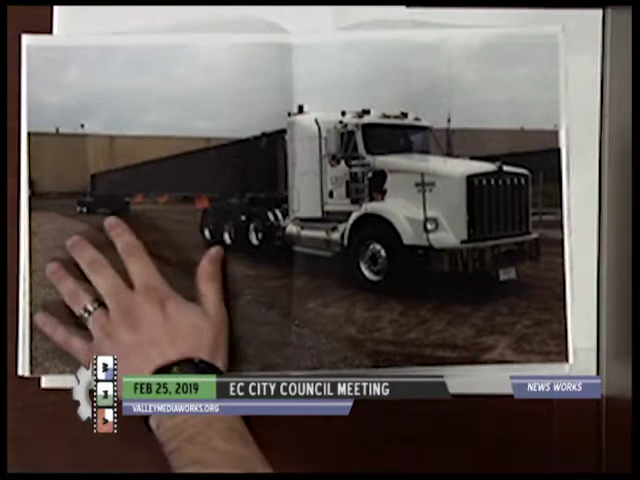 FEB 25, 2019
EC CITY COUNCIL MEETING
NEWS WORKS
VALLEYMEDIAWORKS.ORG